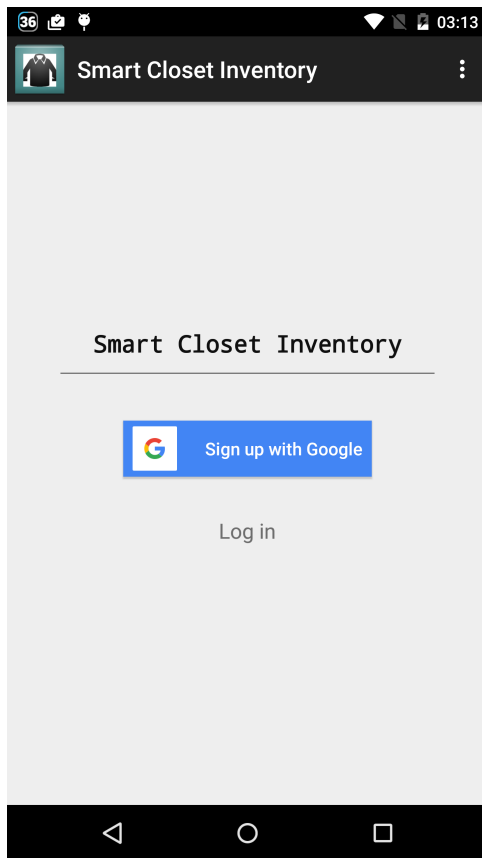 36
03:13
Smart Closet Inventory
Smart Closet Inventory
Sign up with Google
Log in